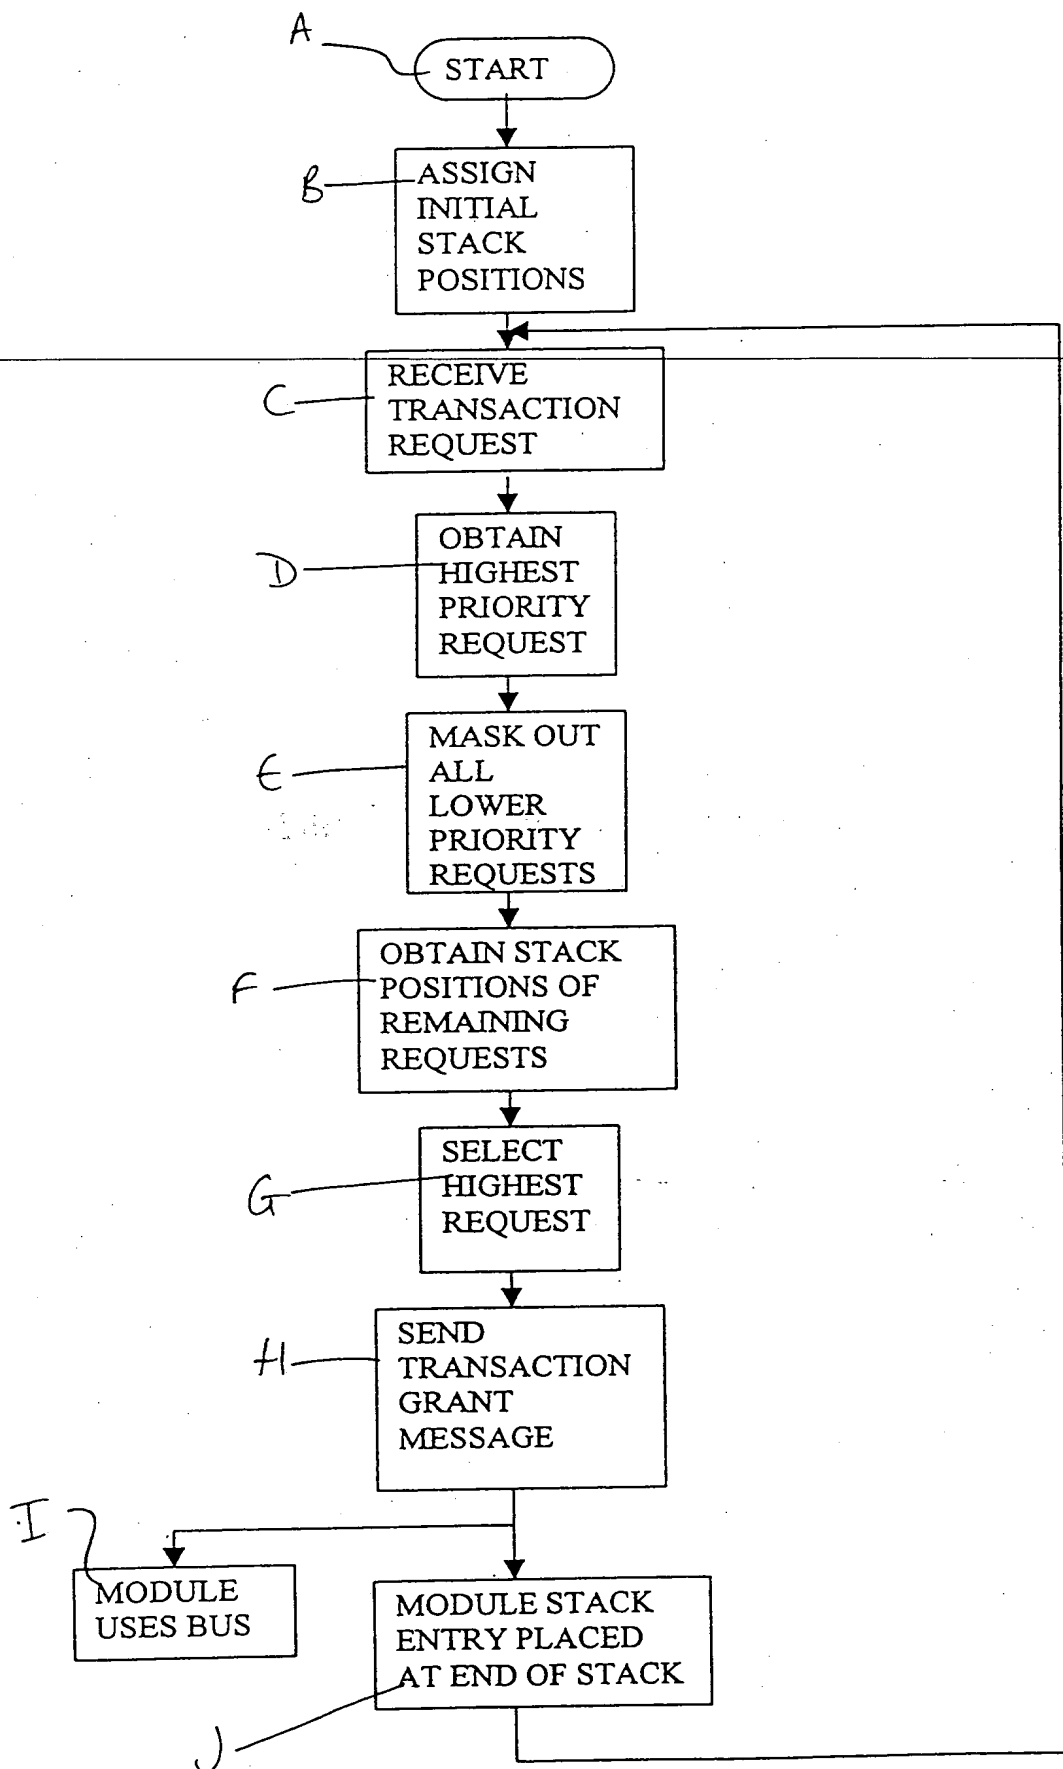 A
START
B
ASSIGN
INITIAL
STACK
POSITIONS
C
RECEIVE
TRANSACTION
REQUEST
D
OBTAIN
HIGHEST
PRIORITY
REQUEST
E
MASK OUT
ALL
LOWER
PRIORITY
REQUESTS
F
OBTAIN STACK
POSITIONS OF
REMAINING
REQUESTS
G
SELECT
HIGHEST
REQUEST
H
SEND
TRANSACTION
GRANT
MESSAGE
I
MODULE
USES BUS
J
MODULE STACK
ENTRY PLACED
AT END OF STACK